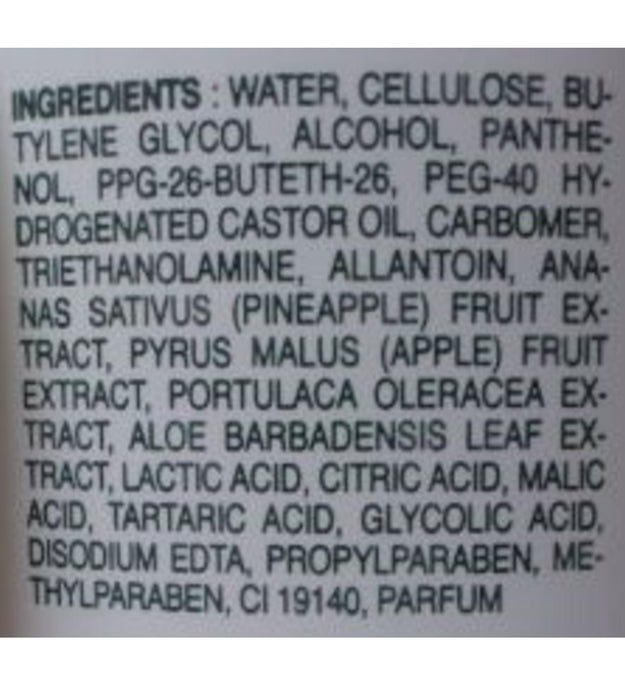 INGREDIENTS : WATER, CELLULOSE, BU-
TYLENE GLYCOL, ALCOHOL, PANTHE-
NOL, PPG-26-BUTETH-26, PEG-40 HY-
DROGENATED CASTOR OIL, CARBOMER,
TRIETHANOLAMINE, ALLANTOIN, ANA-
NAS SATIVUS (PINEAPPLE) FRUIT EX-
TRACT, PYRUS MALUS (APPLE) FRUIT
EXTRACT, PORTULACA OLERACEA EX-
TRACT, ALOE BARBADENSIS LEAF EX-
TRACT, LACTIC ACID, CITRIC ACID, MALIC
ACID, TARTARIC ACID, GLYCOLIC ACID,
DISODIUM EDTA, PROPYLPARABEN, ME-
THYLPARABEN, CI 19140, PARFUM